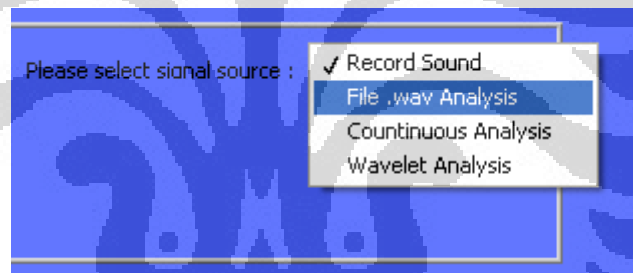 Please select signal source :
✓ Record Sound
File .wav Analysis
Countinuous Analysis
Wavelet Analysis